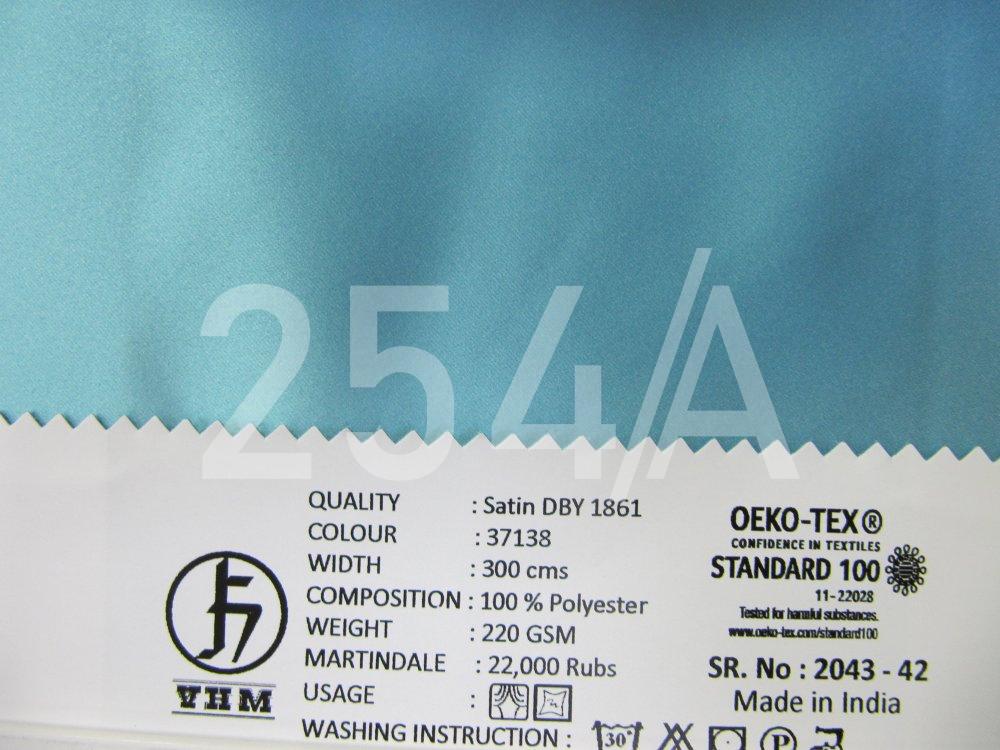 254/A
QUALITY : Satin DBY 1861
COLOUR : 37138
WIDTH : 300 cms
COMPOSITION : 100 % Polyester
WEIGHT : 220 GSM
MARTINDALE : 22,000 Rubs
USAGE :
WASHING INSTRUCTION : 30° P
VHM
OEKO-TEX®
CONFIDENCE IN TEXTILES
STANDARD 100
11-22028
Tested for harmful substances.
www.oeko-tex.com/standard100
SR. No : 2043 - 42
Made in India